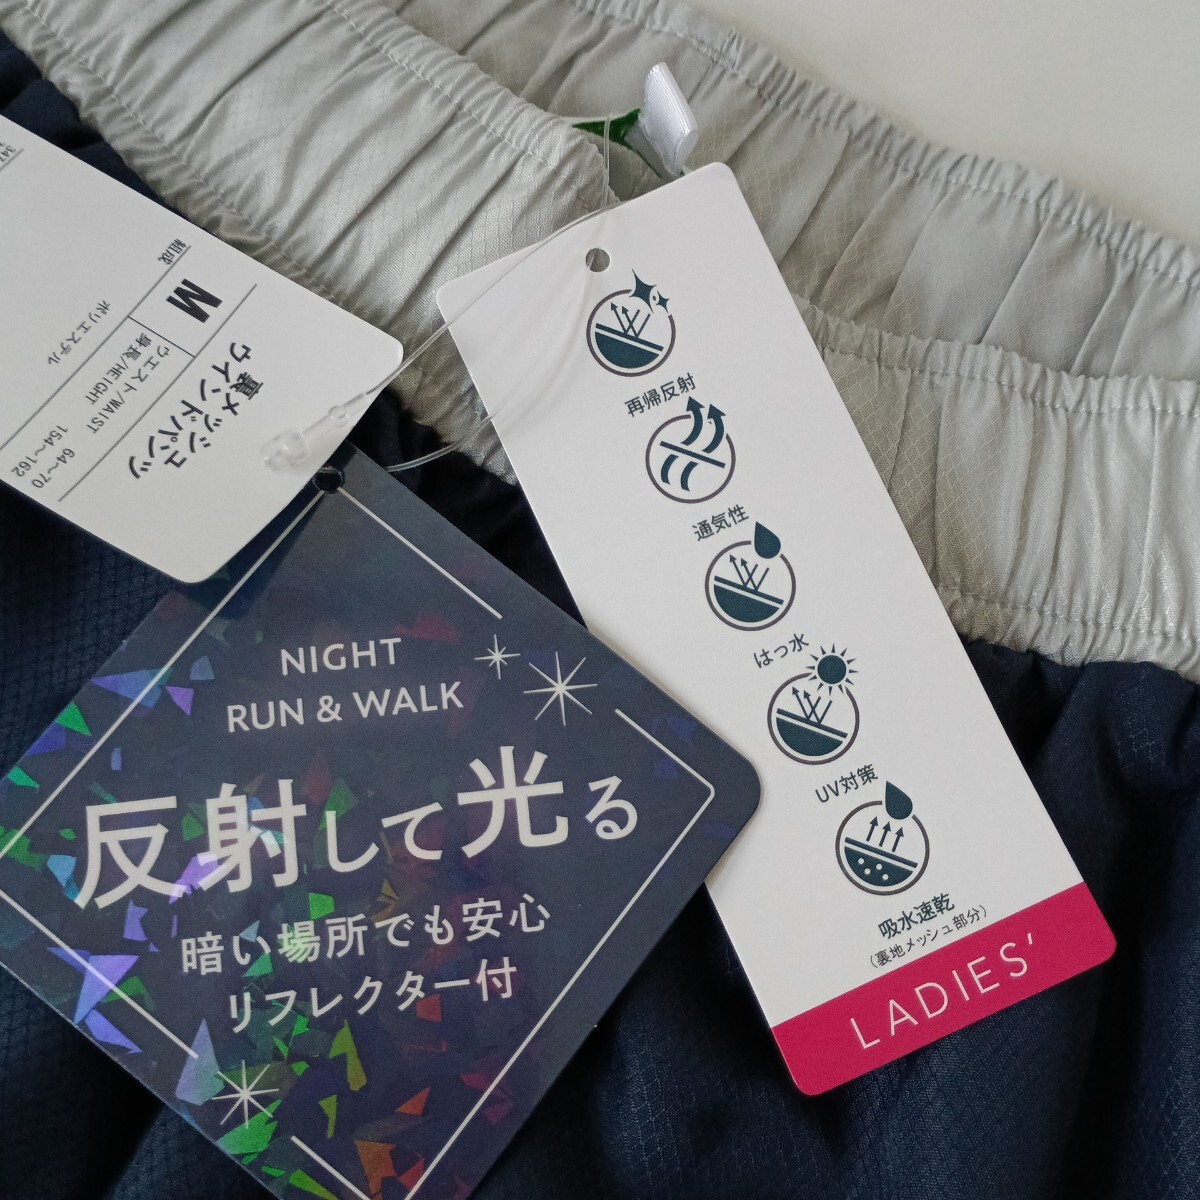 裏メッシュ
ウインドパンツ
M
ウエスト/WAIST 64～70
身長/HEIGHT 154～162
組成
ポリエステル
NIGHT
RUN & WALK
反射して光る
暗い場所でも安心
リフレクター付
再帰反射
通気性
はっ水
UV対策
吸水速乾
(裏地メッシュ部分)
LADIES'